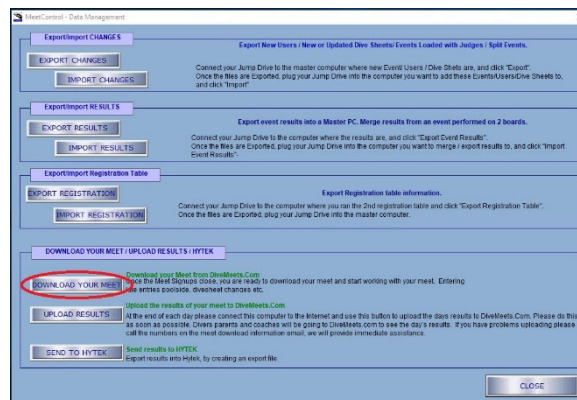 MeetControl - Data Management
Export/Import CHANGES
Export New Users / New or Updated Dive Sheets/ Events Loaded with Judges / Split Events.
EXPORT CHANGES
Connect your Jump Drive to the master computer where new Event/ Users / Dive Shets are, and click "Export".
IMPORT CHANGES
Once the files are Exported, plug your Jump Drive into the computer you want to add these Events/Users/Dive Sheets to,
and click "Import"
Export/Import RESULTS
Export event results into a Master PC. Merge results from an event performed on 2 boards.
EXPORT RESULTS
Connect your Jump Drive to the computer where the results are, and click "Export Event Results".
IMPORT RESULTS
Once the files are Exported, plug your Jump Drive into the computer you want to merge / export results to, and click "Import
Event Results"-
Export/Import Registration Table
EXPORT REGISTRATION
Export Registration table information.
Connect your Jump Drive to the computer where you ran the 2nd registration table and click "Export Registration Table".
IMPORT REGISTRATION
Once the files are Exported, plug your Jump Drive into the master computer.
DOWNLOAD YOUR MEET / UPLOAD RESULTS / HYTEK
Download your Meet from DiveMeets.Com
DOWNLOAD YOUR MEET
Once the Meet Signups close, you are ready to download your meet and start working with your meet. Entering
entries poolside, divesheet changes etc.
Upload the results of your meet to DiveMeets.Com
UPLOAD RESULTS
At the end of each day please connect this computer to the Internet and use this button to upload the days results to DiveMeets.Com. Please do this
as soon as possible. Divers parents and coaches will be going to DiveMeets.com to see the day's results. If you have problems uploading please
call the numbers on the meet download information email, we will provide immediate assistance.
SEND TO HYTEK
Send results to HYTEK
Export results into Hytek, by creating an export file.
CLOSE